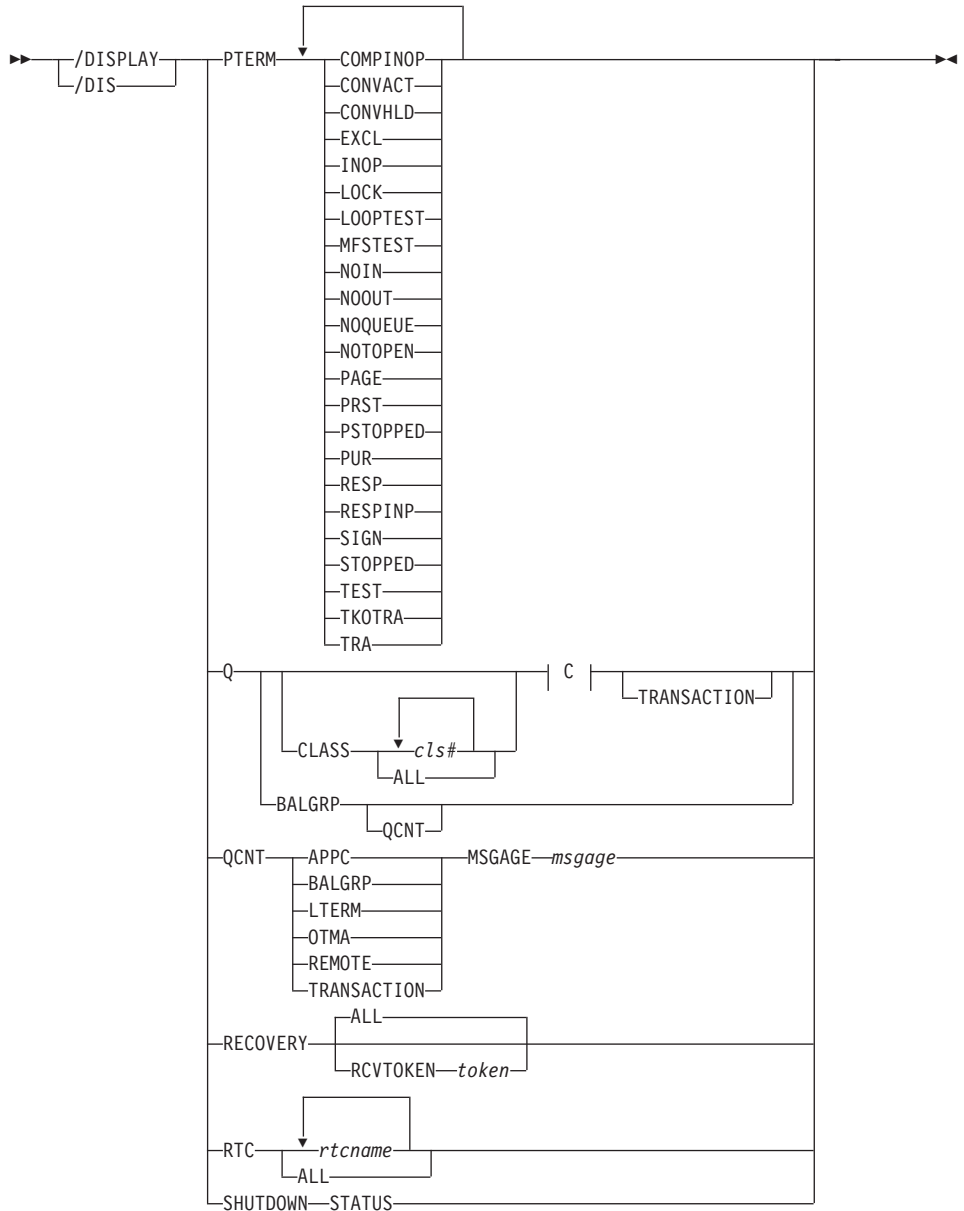 /DISPLAY PTERM COMPINOP
/DIS CONVACT
CONVHLD
EXCL
INOP
LOCK
LOOPTEST
MFSTEST
NOIN
NOOUT
NOQUEUE
NOTOPEN
PAGE
PRST
PSTOPPED
PUR
RESP
RESPINP
SIGN
STOPPED
TEST
TKOTRA
TRA
Q C
TRANSACTION
CLASS cls#
ALL
BALGRP
QCNT
QCNT APPC MSGAGE msgage
BALGRP
LTERM
OTMA
REMOTE
TRANSACTION
ALL
RECOVERY
RCVTOKEN token
RTC rtcname
ALL
SHUTDOWN STATUS